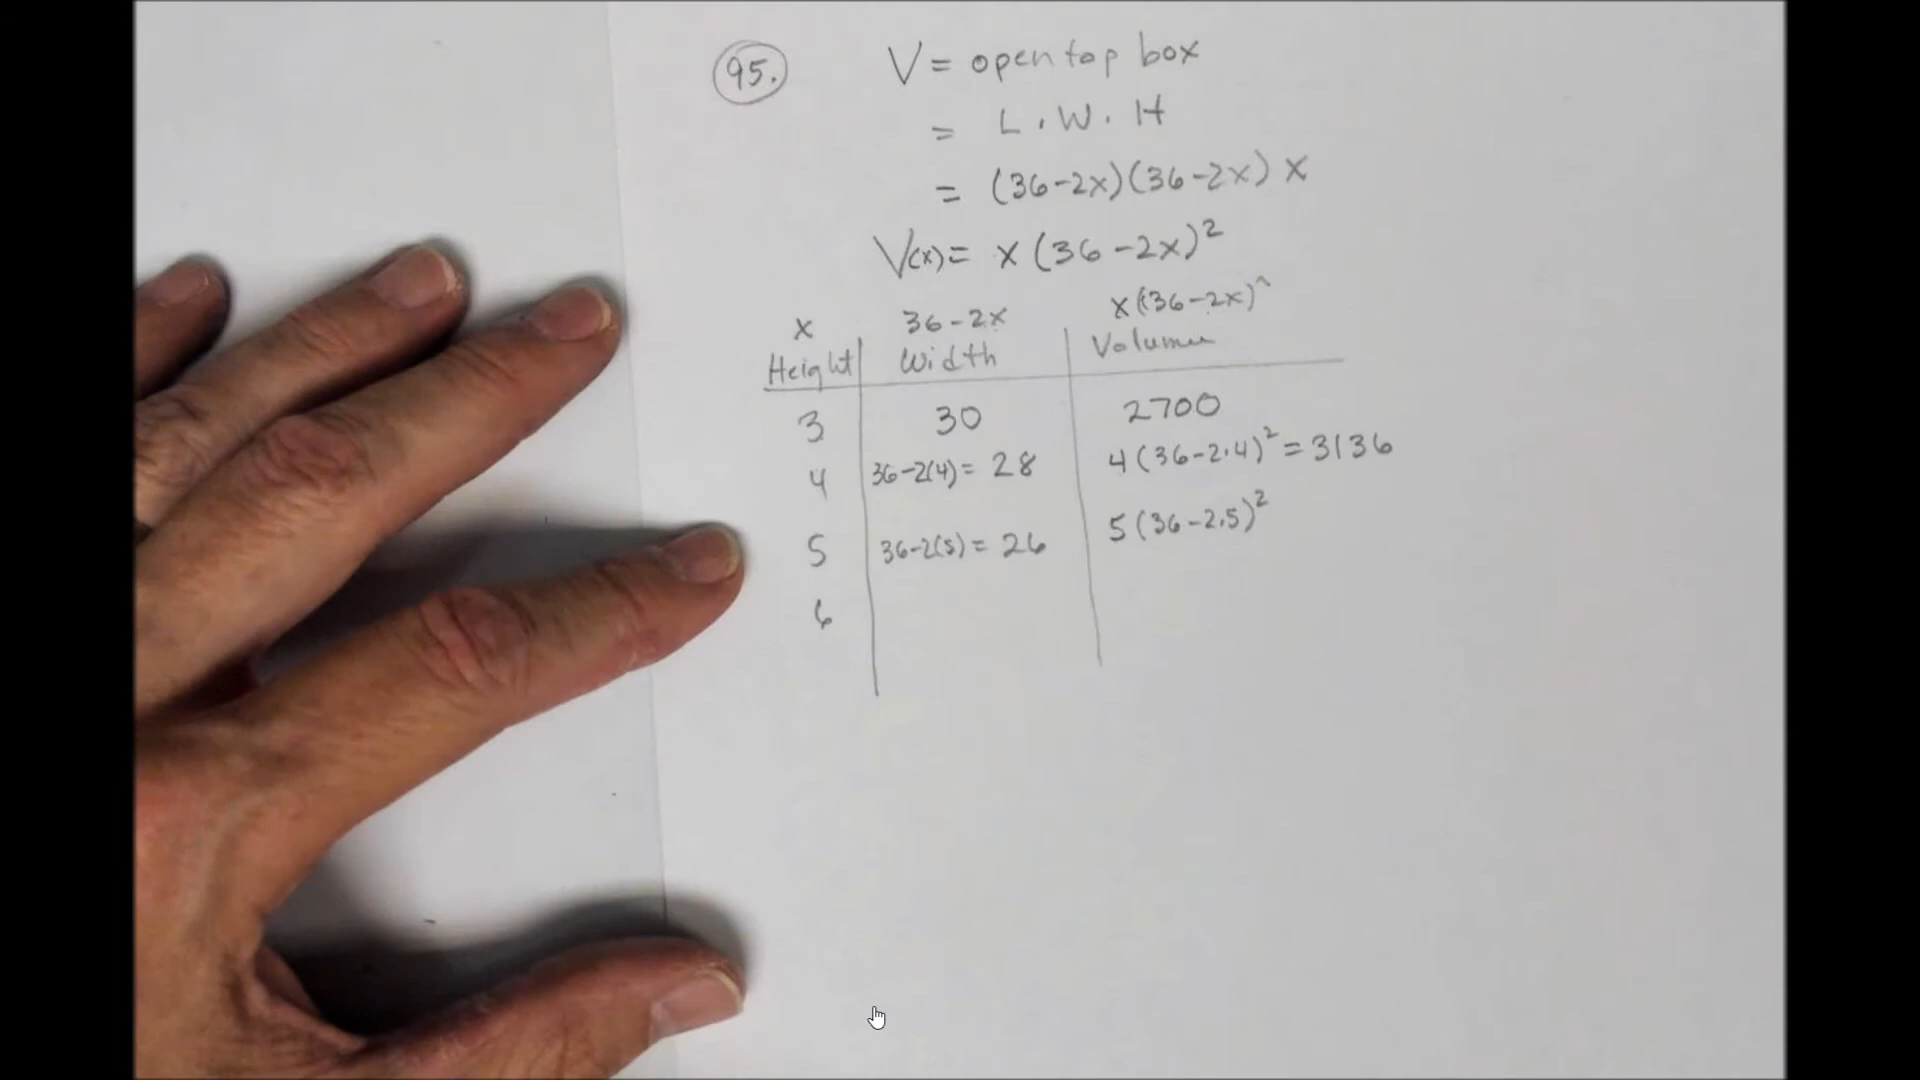 95.
V = open top box
= L . W . H
= (36-2x)(36-2x) x
V(x) = x (36-2x)²
x 36-2x x(36-2x)²
Height Width Volume
3 30 2700
4 36-2(4) = 28 4(36-2.4)² = 3136
5 36-2(5) = 26 5(36-2.5)²
6